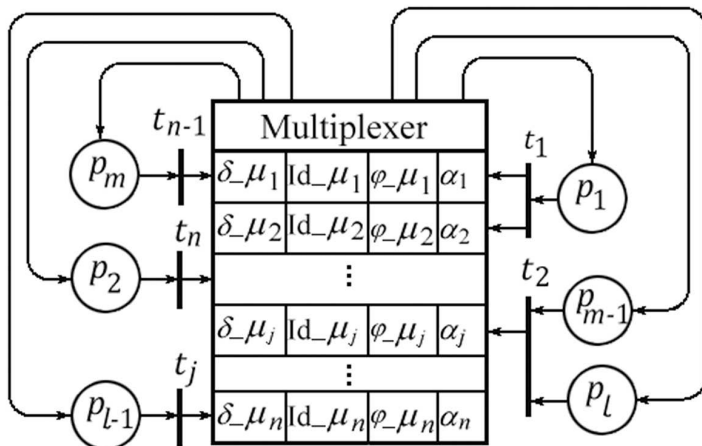 Multiplexer
t_{n-1} t_1
p_m δ_μ_1 Id_μ_1 φ_μ_1 α_1 p_1
t_n δ_μ_2 Id_μ_2 φ_μ_2 α_2
p_2 ⋮ t_2
p_{m-1}
δ_μ_j Id_μ_j φ_μ_j α_j
t_j ⋮
p_{l-1} δ_μ_n Id_μ_n φ_μ_n α_n p_l